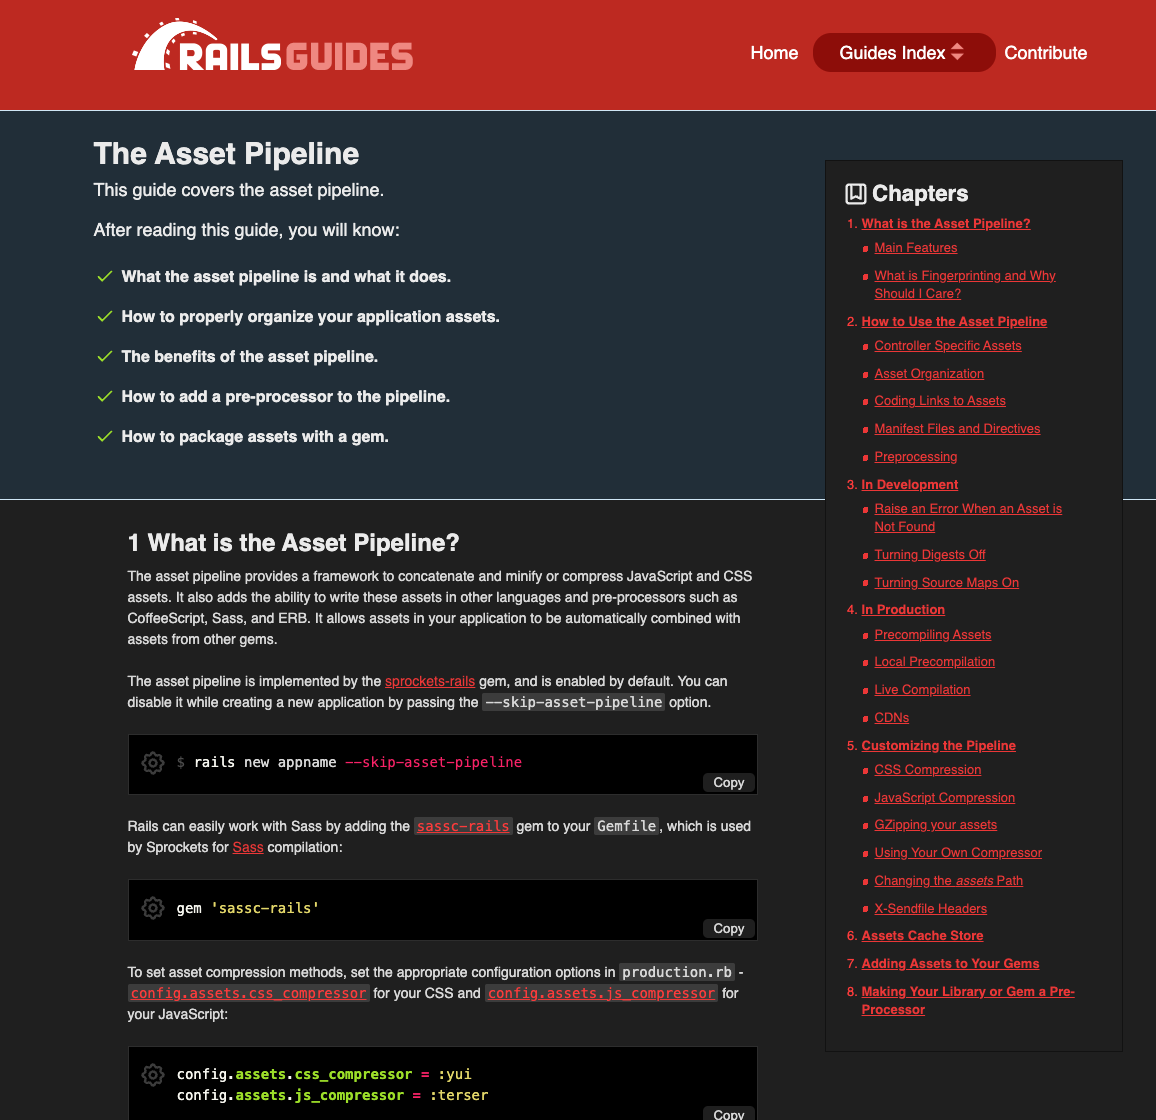 RAILS GUIDES
Home
Guides Index
Contribute
The Asset Pipeline
This guide covers the asset pipeline.
After reading this guide, you will know:
What the asset pipeline is and what it does.
How to properly organize your application assets.
The benefits of the asset pipeline.
How to add a pre-processor to the pipeline.
How to package assets with a gem.
Chapters
1. What is the Asset Pipeline?
Main Features
What is Fingerprinting and Why
Should I Care?
2. How to Use the Asset Pipeline
Controller Specific Assets
Asset Organization
Coding Links to Assets
Manifest Files and Directives
Preprocessing
3. In Development
Raise an Error When an Asset is
Not Found
Turning Digests Off
Turning Source Maps On
4. In Production
Precompiling Assets
Local Precompilation
Live Compilation
CDNs
5. Customizing the Pipeline
CSS Compression
JavaScript Compression
GZipping your assets
Using Your Own Compressor
Changing the assets Path
X-Sendfile Headers
6. Assets Cache Store
7. Adding Assets to Your Gems
8. Making Your Library or Gem a Pre-
Processor
1 What is the Asset Pipeline?
The asset pipeline provides a framework to concatenate and minify or compress JavaScript and CSS
assets. It also adds the ability to write these assets in other languages and pre-processors such as
CoffeeScript, Sass, and ERB. It allows assets in your application to be automatically combined with
assets from other gems.
The asset pipeline is implemented by the sprockets-rails gem, and is enabled by default. You can
disable it while creating a new application by passing the --skip-asset-pipeline option.
$ rails new appname --skip-asset-pipeline
Copy
Rails can easily work with Sass by adding the sassc-rails gem to your Gemfile, which is used
by Sprockets for Sass compilation:
gem 'sassc-rails'
Copy
To set asset compression methods, set the appropriate configuration options in production.rb -
config.assets.css_compressor for your CSS and config.assets.js_compressor for
your JavaScript:
config.assets.css_compressor = :yui
config.assets.js_compressor = :terser
Copy